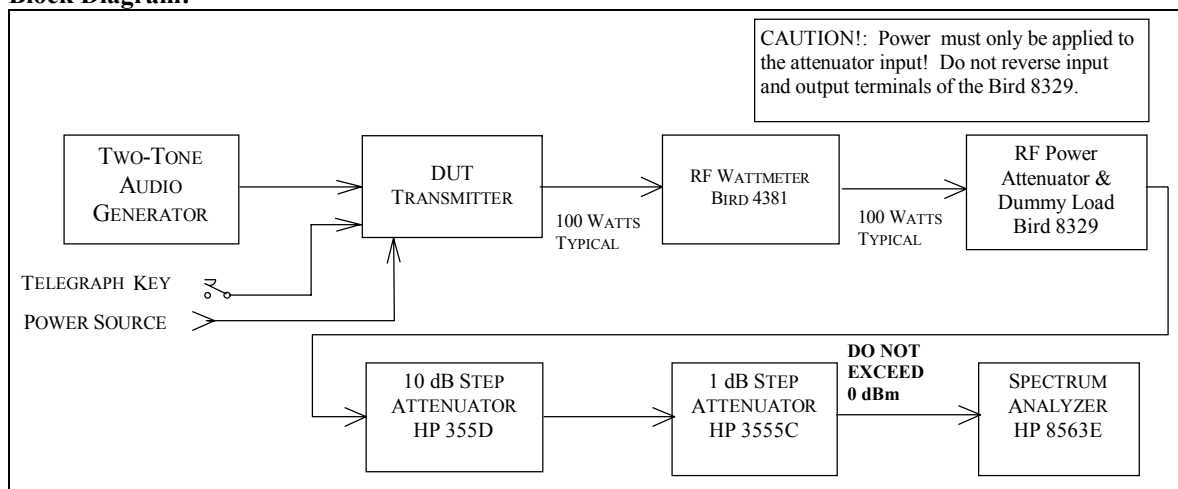 Block Diagram:
CAUTION!: Power must only be applied to
the attenuator input! Do not reverse input
and output terminals of the Bird 8329.
TWO-TONE
AUDIO
GENERATOR
DUT
TRANSMITTER
RF WATTMETER
BIRD 4381
RF Power
Attenuator &
Dummy Load
Bird 8329
100 WATTS
TYPICAL
100 WATTS
TYPICAL
TELEGRAPH KEY
POWER SOURCE
10 dB STEP
ATTENUATOR
HP 355D
1 dB STEP
ATTENUATOR
HP 3555C
DO NOT
EXCEED
0 dBm
SPECTRUM
ANALYZER
HP 8563E